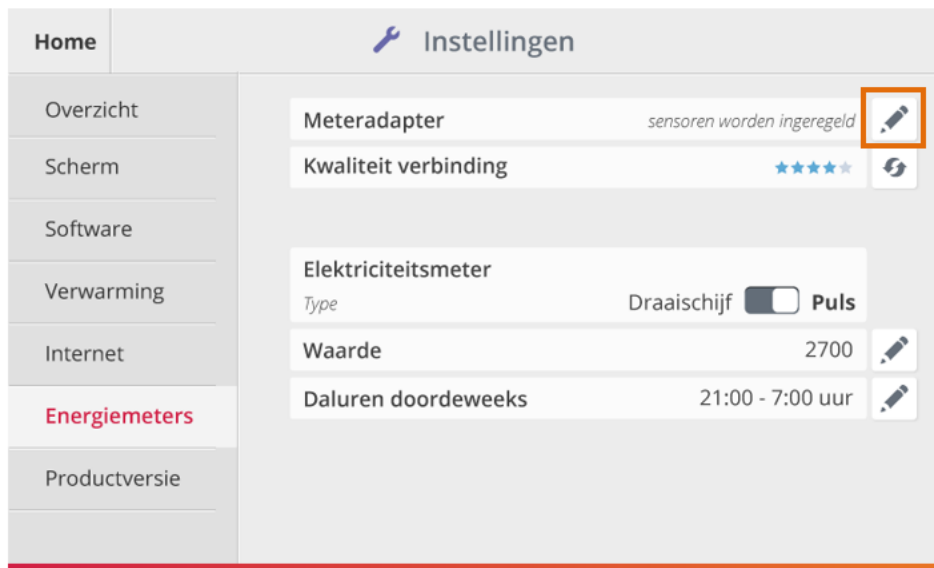 Home
Instellingen
Overzicht
Scherm
Software
Verwarming
Internet
Energiemeters
Productversie
Meteradapter sensoren worden ingeregeld
Kwaliteit verbinding
Elektriciteitsmeter
Type Draaischijf Puls
Waarde 2700
Daluren doordeweeks 21:00 - 7:00 uur